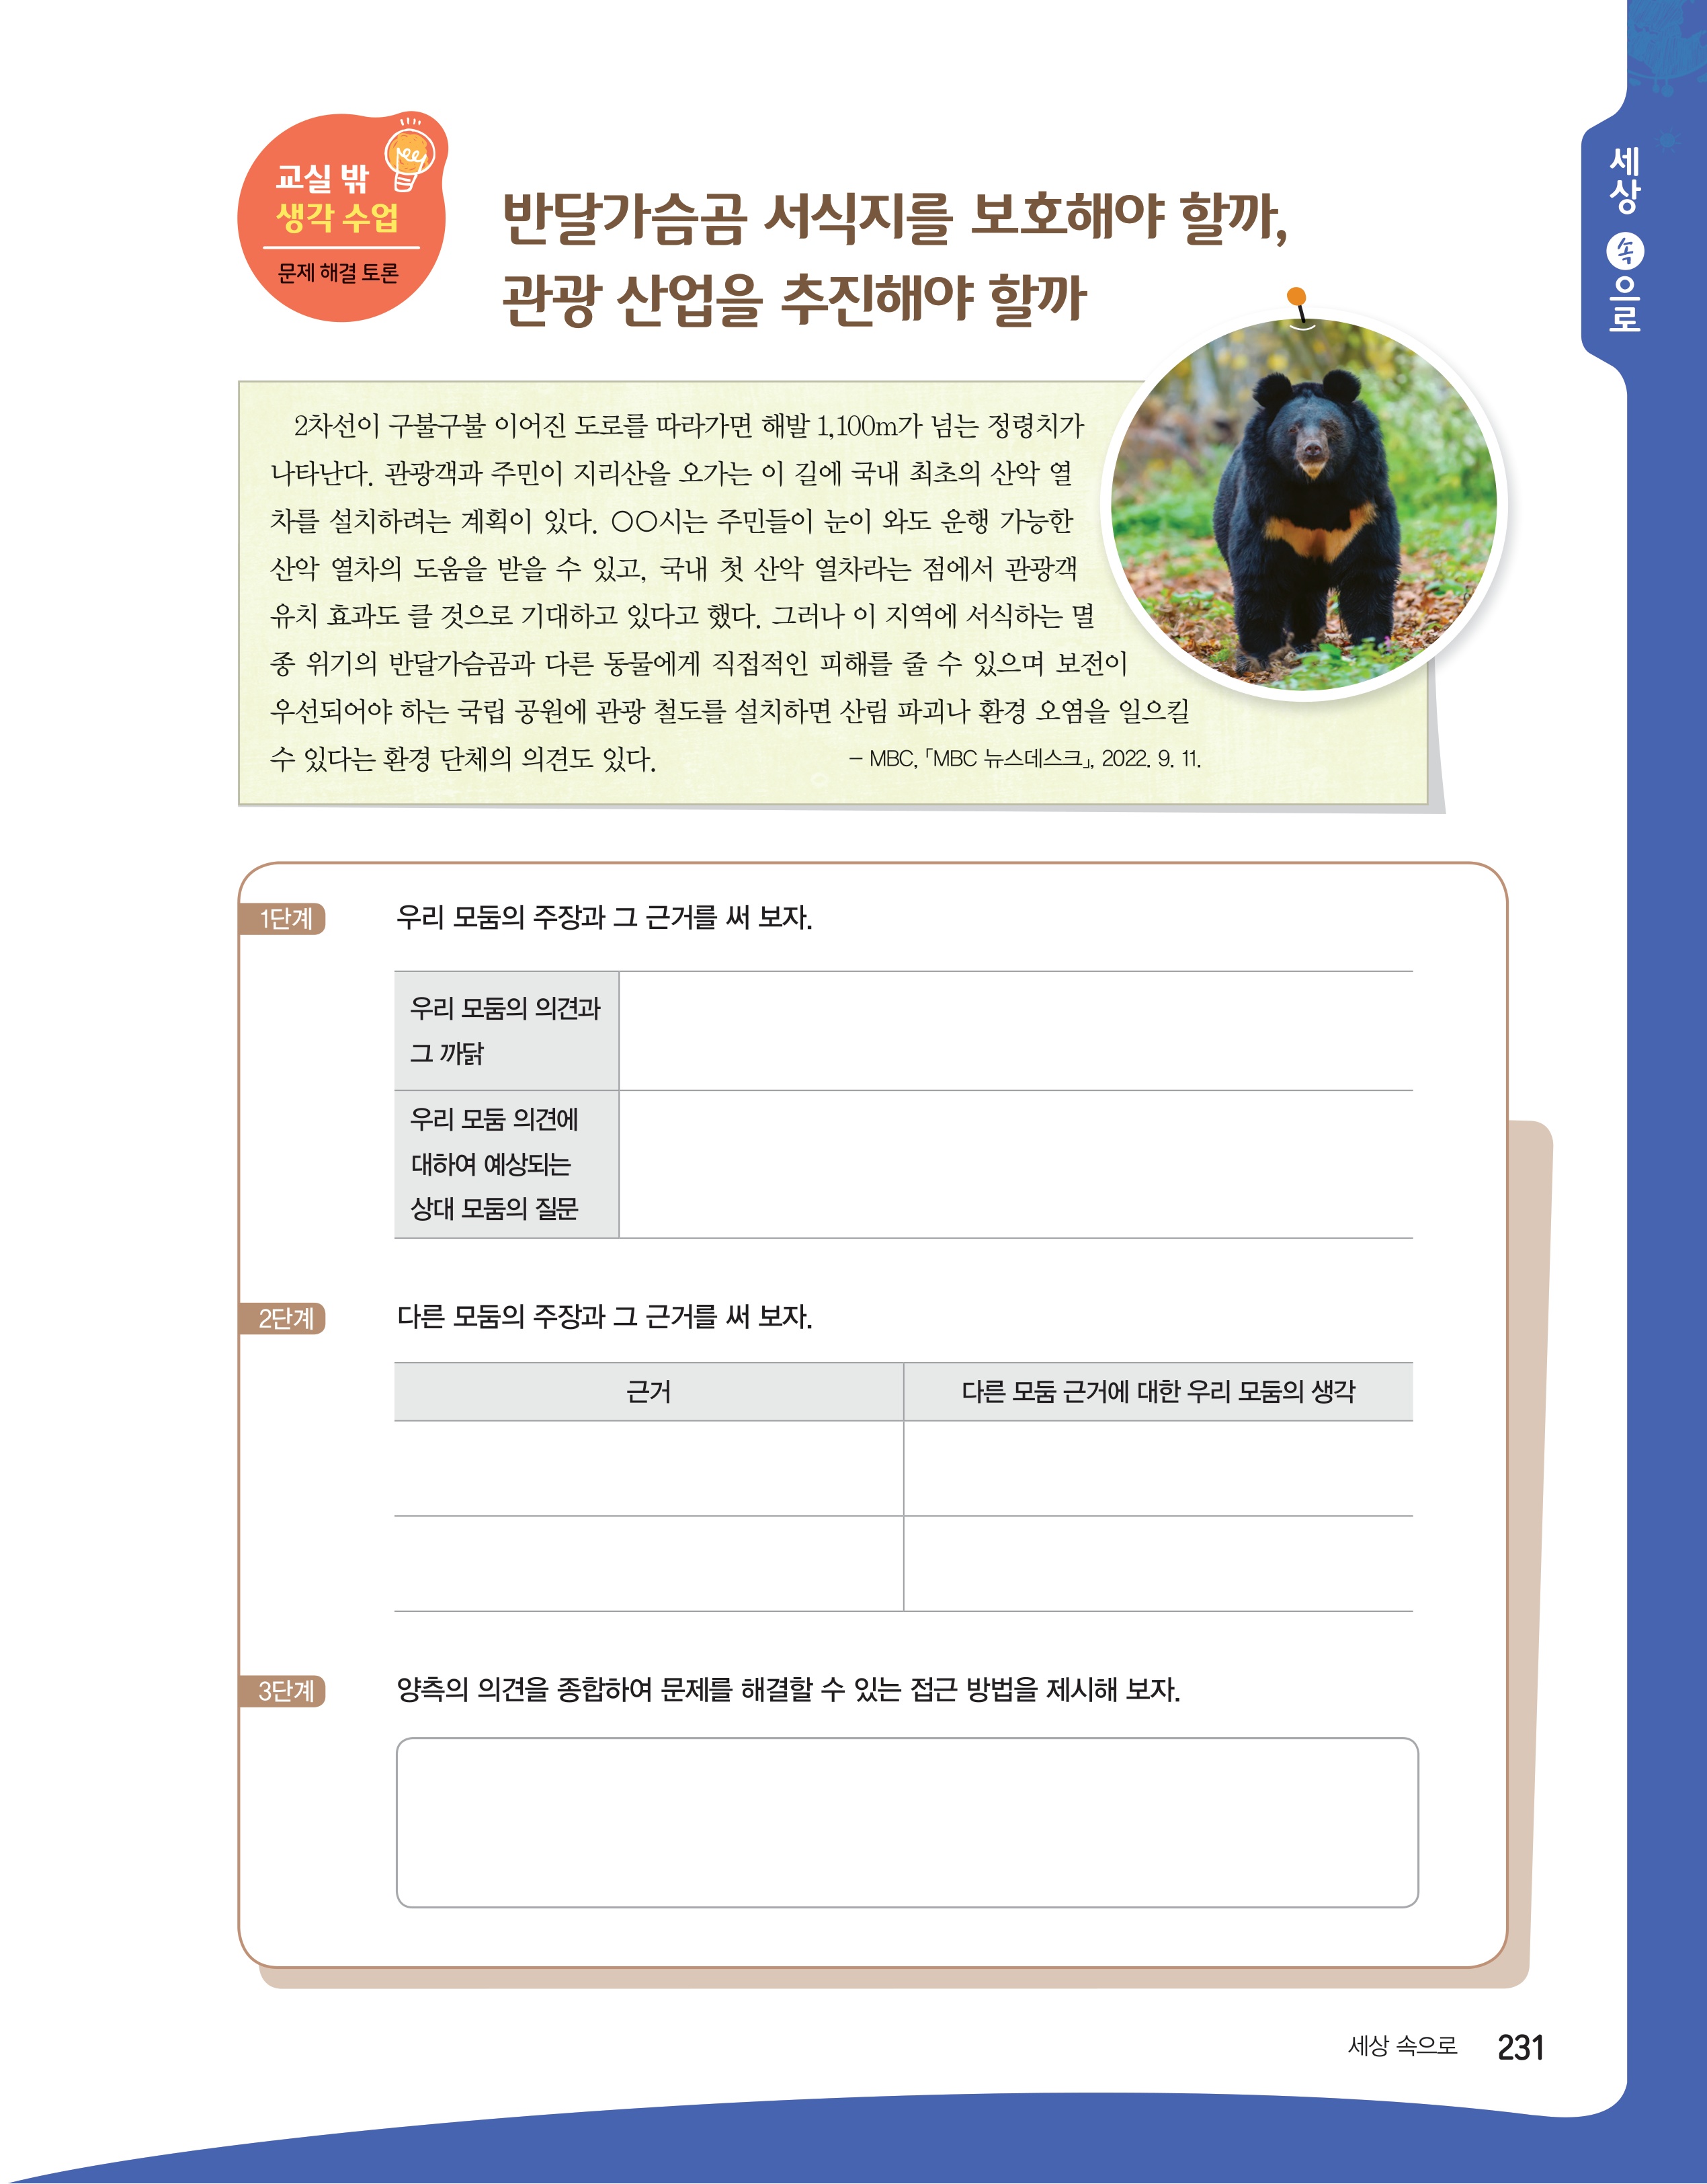 세상 속으로
교실 밖
생각 수업
문제 해결 토론
반달가슴곰 서식지를 보호해야 할까,
관광 산업을 추진해야 할까
2차선이 구불구불 이어진 도로를 따라가면 해발 1,100m가 넘는 정령치가
나타난다. 관광객과 주민이 지리산을 오가는 이 길에 국내 최초의 산악 열
차를 설치하려는 계획이 있다. ○○시는 주민들이 눈이 와도 운행 가능한
산악 열차의 도움을 받을 수 있고, 국내 첫 산악 열차라는 점에서 관광객
유치 효과도 클 것으로 기대하고 있다고 했다. 그러나 이 지역에 서식하는 멸
종 위기의 반달가슴곰과 다른 동물에게 직접적인 피해를 줄 수 있으며 보전이
우선되어야 하는 국립 공원에 관광 철도를 설치하면 산림 파괴나 환경 오염을 일으킬
수 있다는 환경 단체의 의견도 있다. – MBC, 「MBC 뉴스데스크」, 2022. 9. 11.
1단계 우리 모둠의 주장과 그 근거를 써 보자.
우리 모둠의 의견과
그 까닭
우리 모둠 의견에
대하여 예상되는
상대 모둠의 질문
2단계 다른 모둠의 주장과 그 근거를 써 보자.
근거 다른 모둠 근거에 대한 우리 모둠의 생각
3단계 양측의 의견을 종합하여 문제를 해결할 수 있는 접근 방법을 제시해 보자.
세상 속으로 231